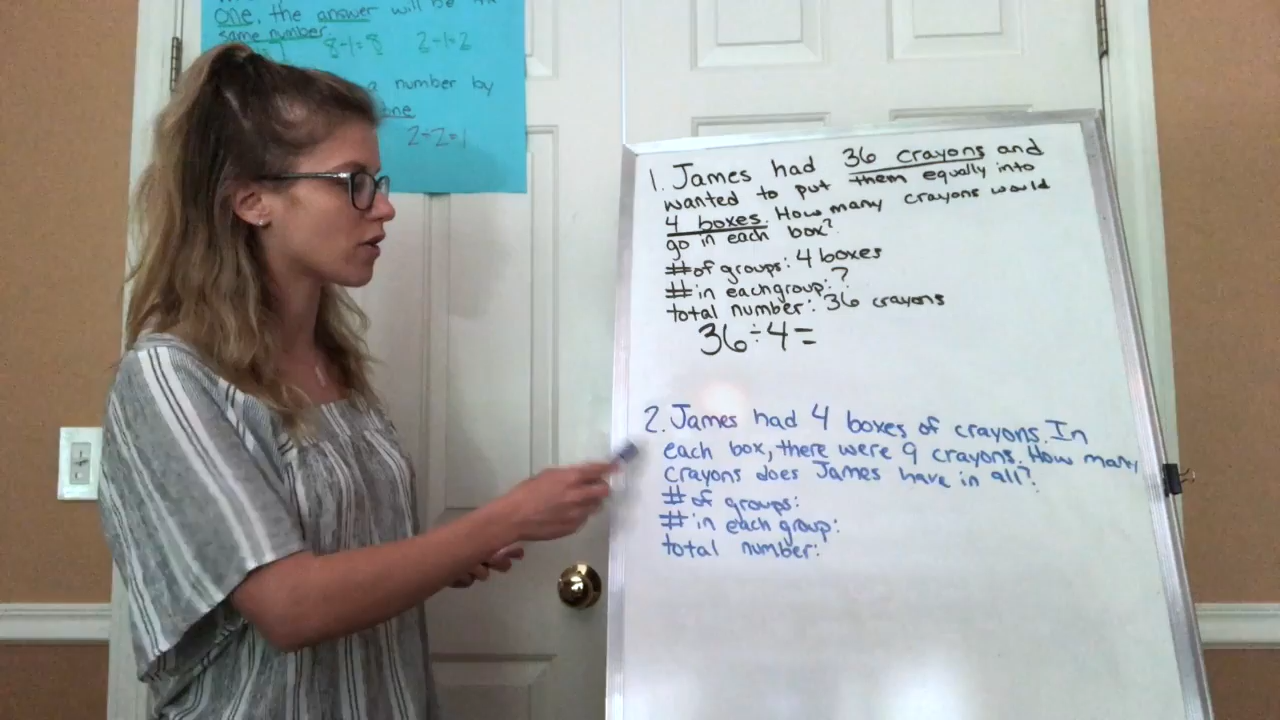 one, the answer will be the
same number.
8÷1=8 2÷1=2
a number by
one
2÷2=1
1. James had 36 crayons and
wanted to put them equally into
4 boxes. How many crayons would
go in each box?
# of groups: 4 boxes
# in each group: ?
total number: 36 crayons
36÷4=
2. James had 4 boxes of crayons. In
each box, there were 9 crayons. How many
crayons does James have in all?
# of groups:
# in each group:
total number: